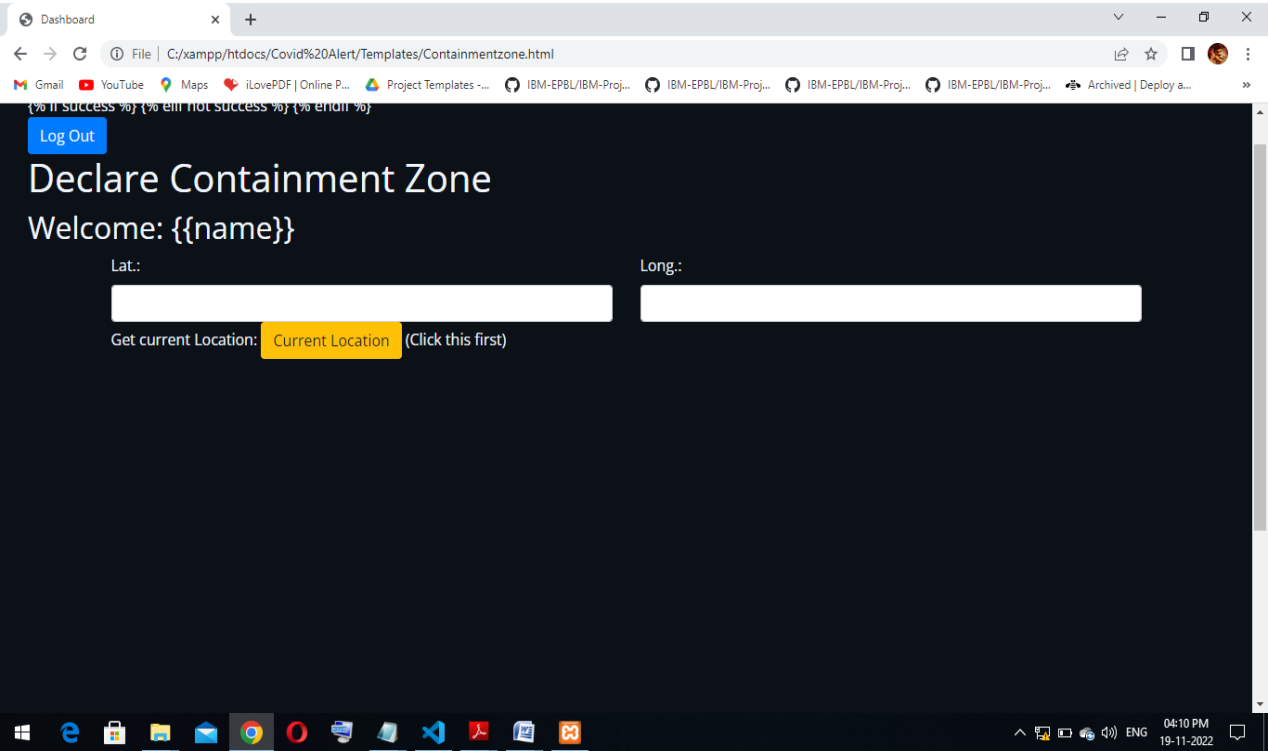 Dashboard
File C:/xampp/htdocs/Covid%20Alert/Templates/Containmentzone.html
Gmail YouTube Maps iLovePDF | Online P... Project Templates -... IBM-EPBL/IBM-Proj... IBM-EPBL/IBM-Proj... IBM-EPBL/IBM-Proj... IBM-EPBL/IBM-Proj... Archived | Deploy a... »
{% if success %} {% elif not success %} {% endif %}
Log Out
Declare Containment Zone
Welcome: {{name}}
Lat.: Long.:
Get current Location: Current Location (Click this first)
ENG 04:10 PM
19-11-2022